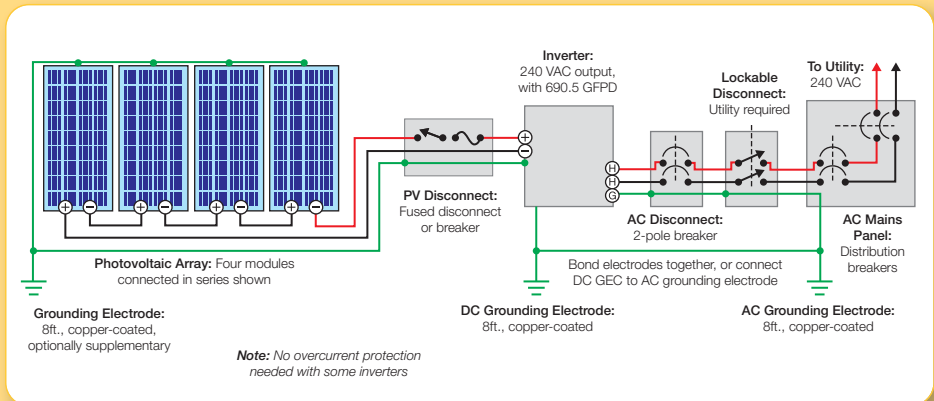 Inverter:
240 VAC output,
with 690.5 GFPD
Lockable
Disconnect:
Utility required
To Utility:
240 VAC
+
−
H
H
G
+
−
+
−
+
−
+
−
PV Disconnect:
Fused disconnect
or breaker
AC Disconnect:
2-pole breaker
AC Mains
Panel:
Distribution
breakers
Photovoltaic Array: Four modules
connected in series shown
Bond electrodes together, or connect
DC GEC to AC grounding electrode
Grounding Electrode:
8ft., copper-coated,
optionally supplementary
DC Grounding Electrode:
8ft., copper-coated
AC Grounding Electrode:
8ft., copper-coated
Note: No overcurrent protection
needed with some inverters